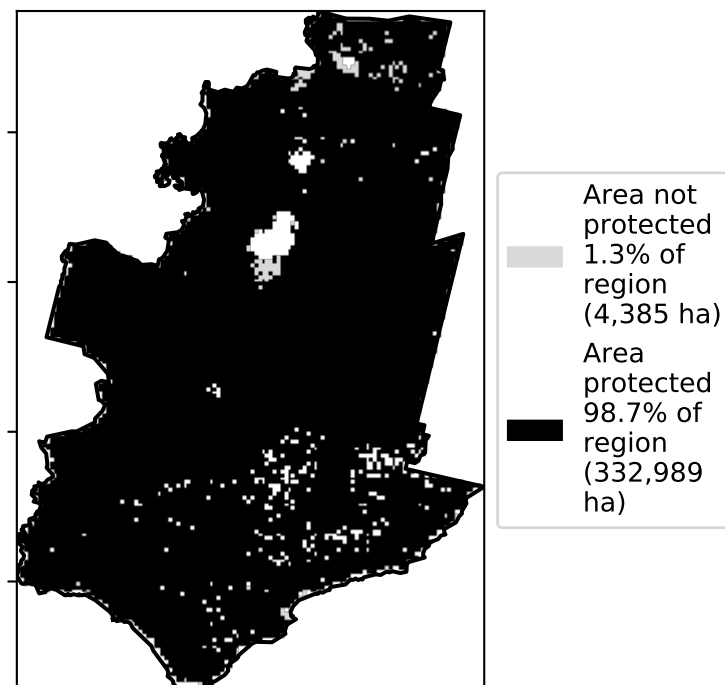 Area not
protected
1.3% of
region
(4,385 ha)
Area
protected
98.7% of
region
(332,989
ha)